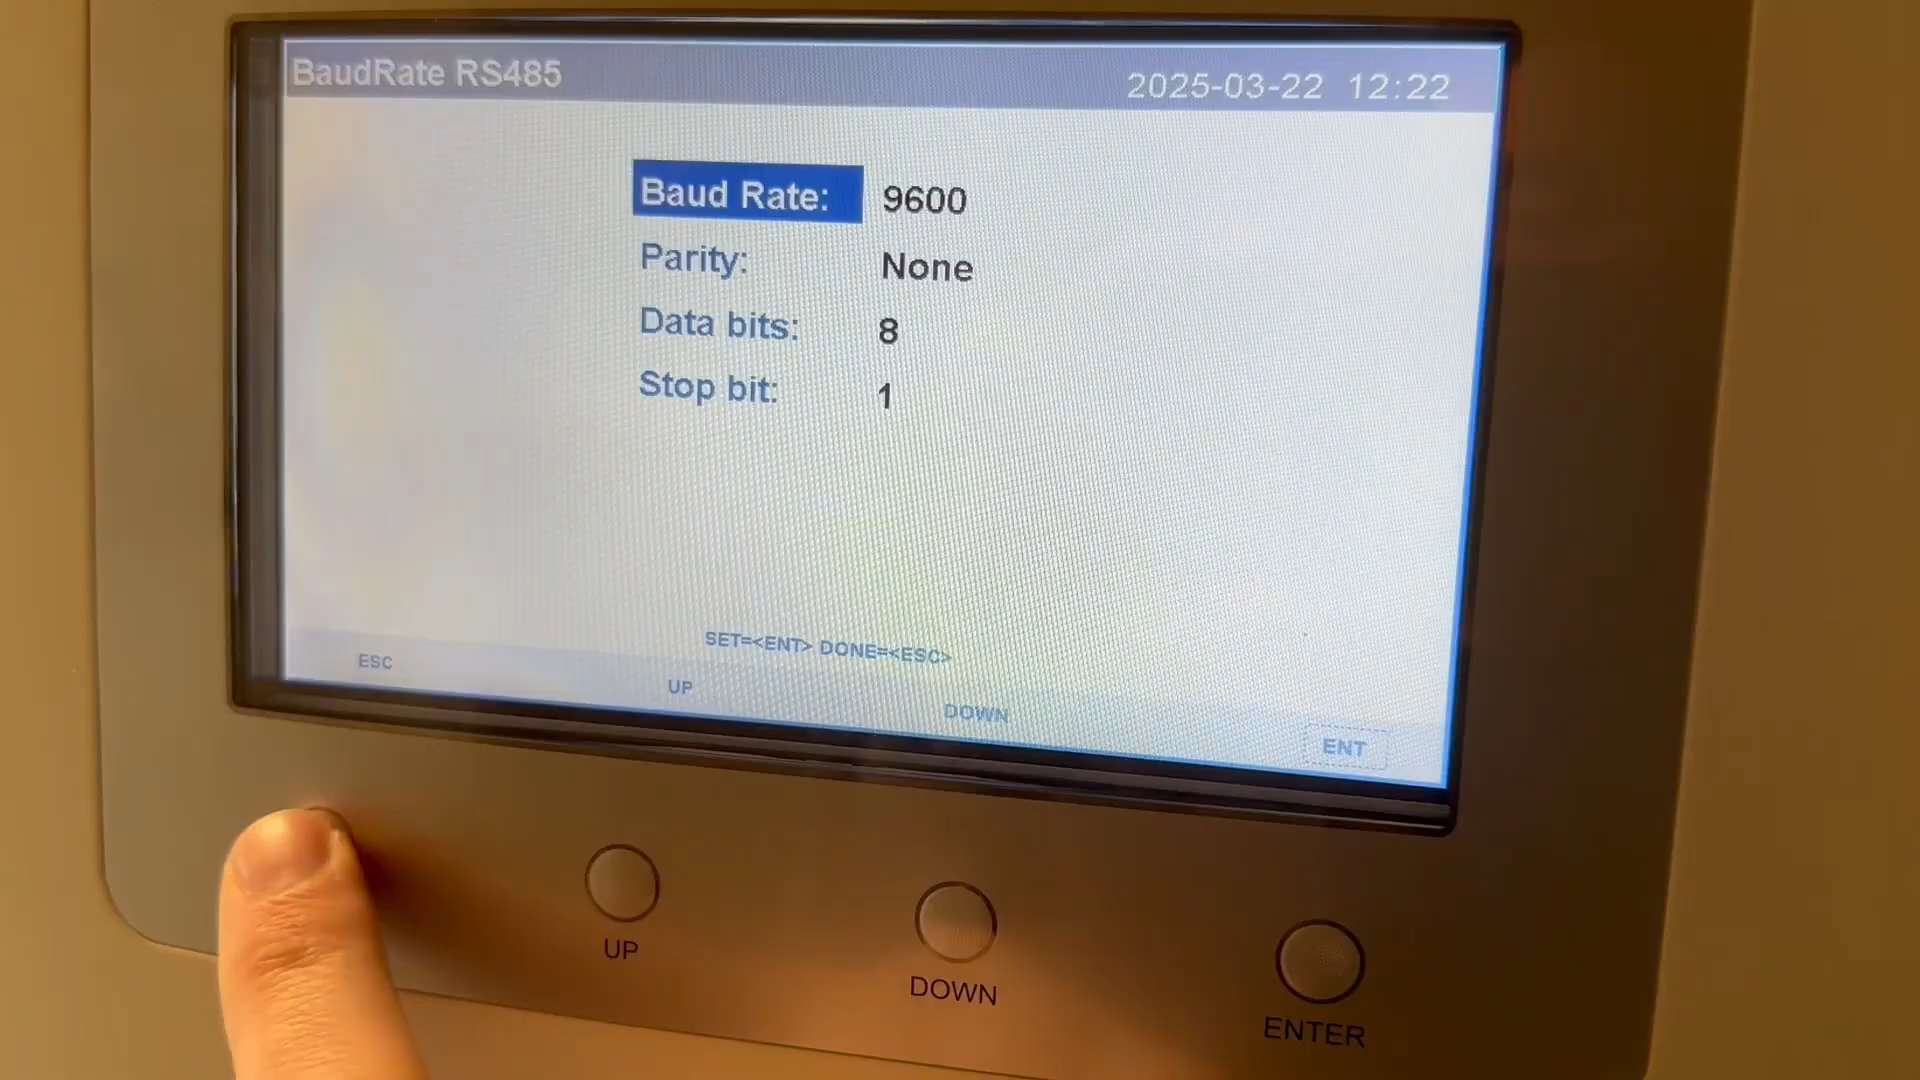 BaudRate RS485
2025-03-22 12:22
Baud Rate: 9600
Parity: None
Data bits: 8
Stop bit: 1
SET=<ENT> DONE=<ESC>
ESC
UP
DOWN
ENT
UP
DOWN
ENTER